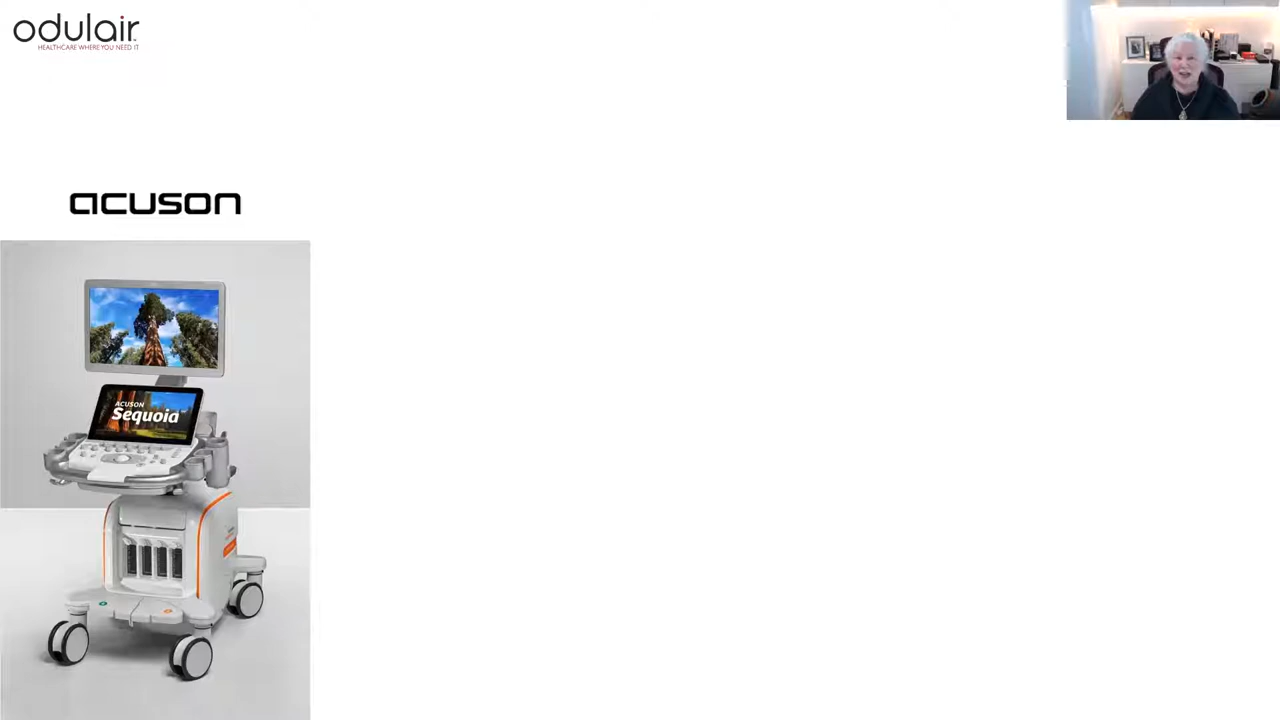 odulair
HEALTHCARE WHERE YOU NEED IT
acuson
ACUSON
Sequoia